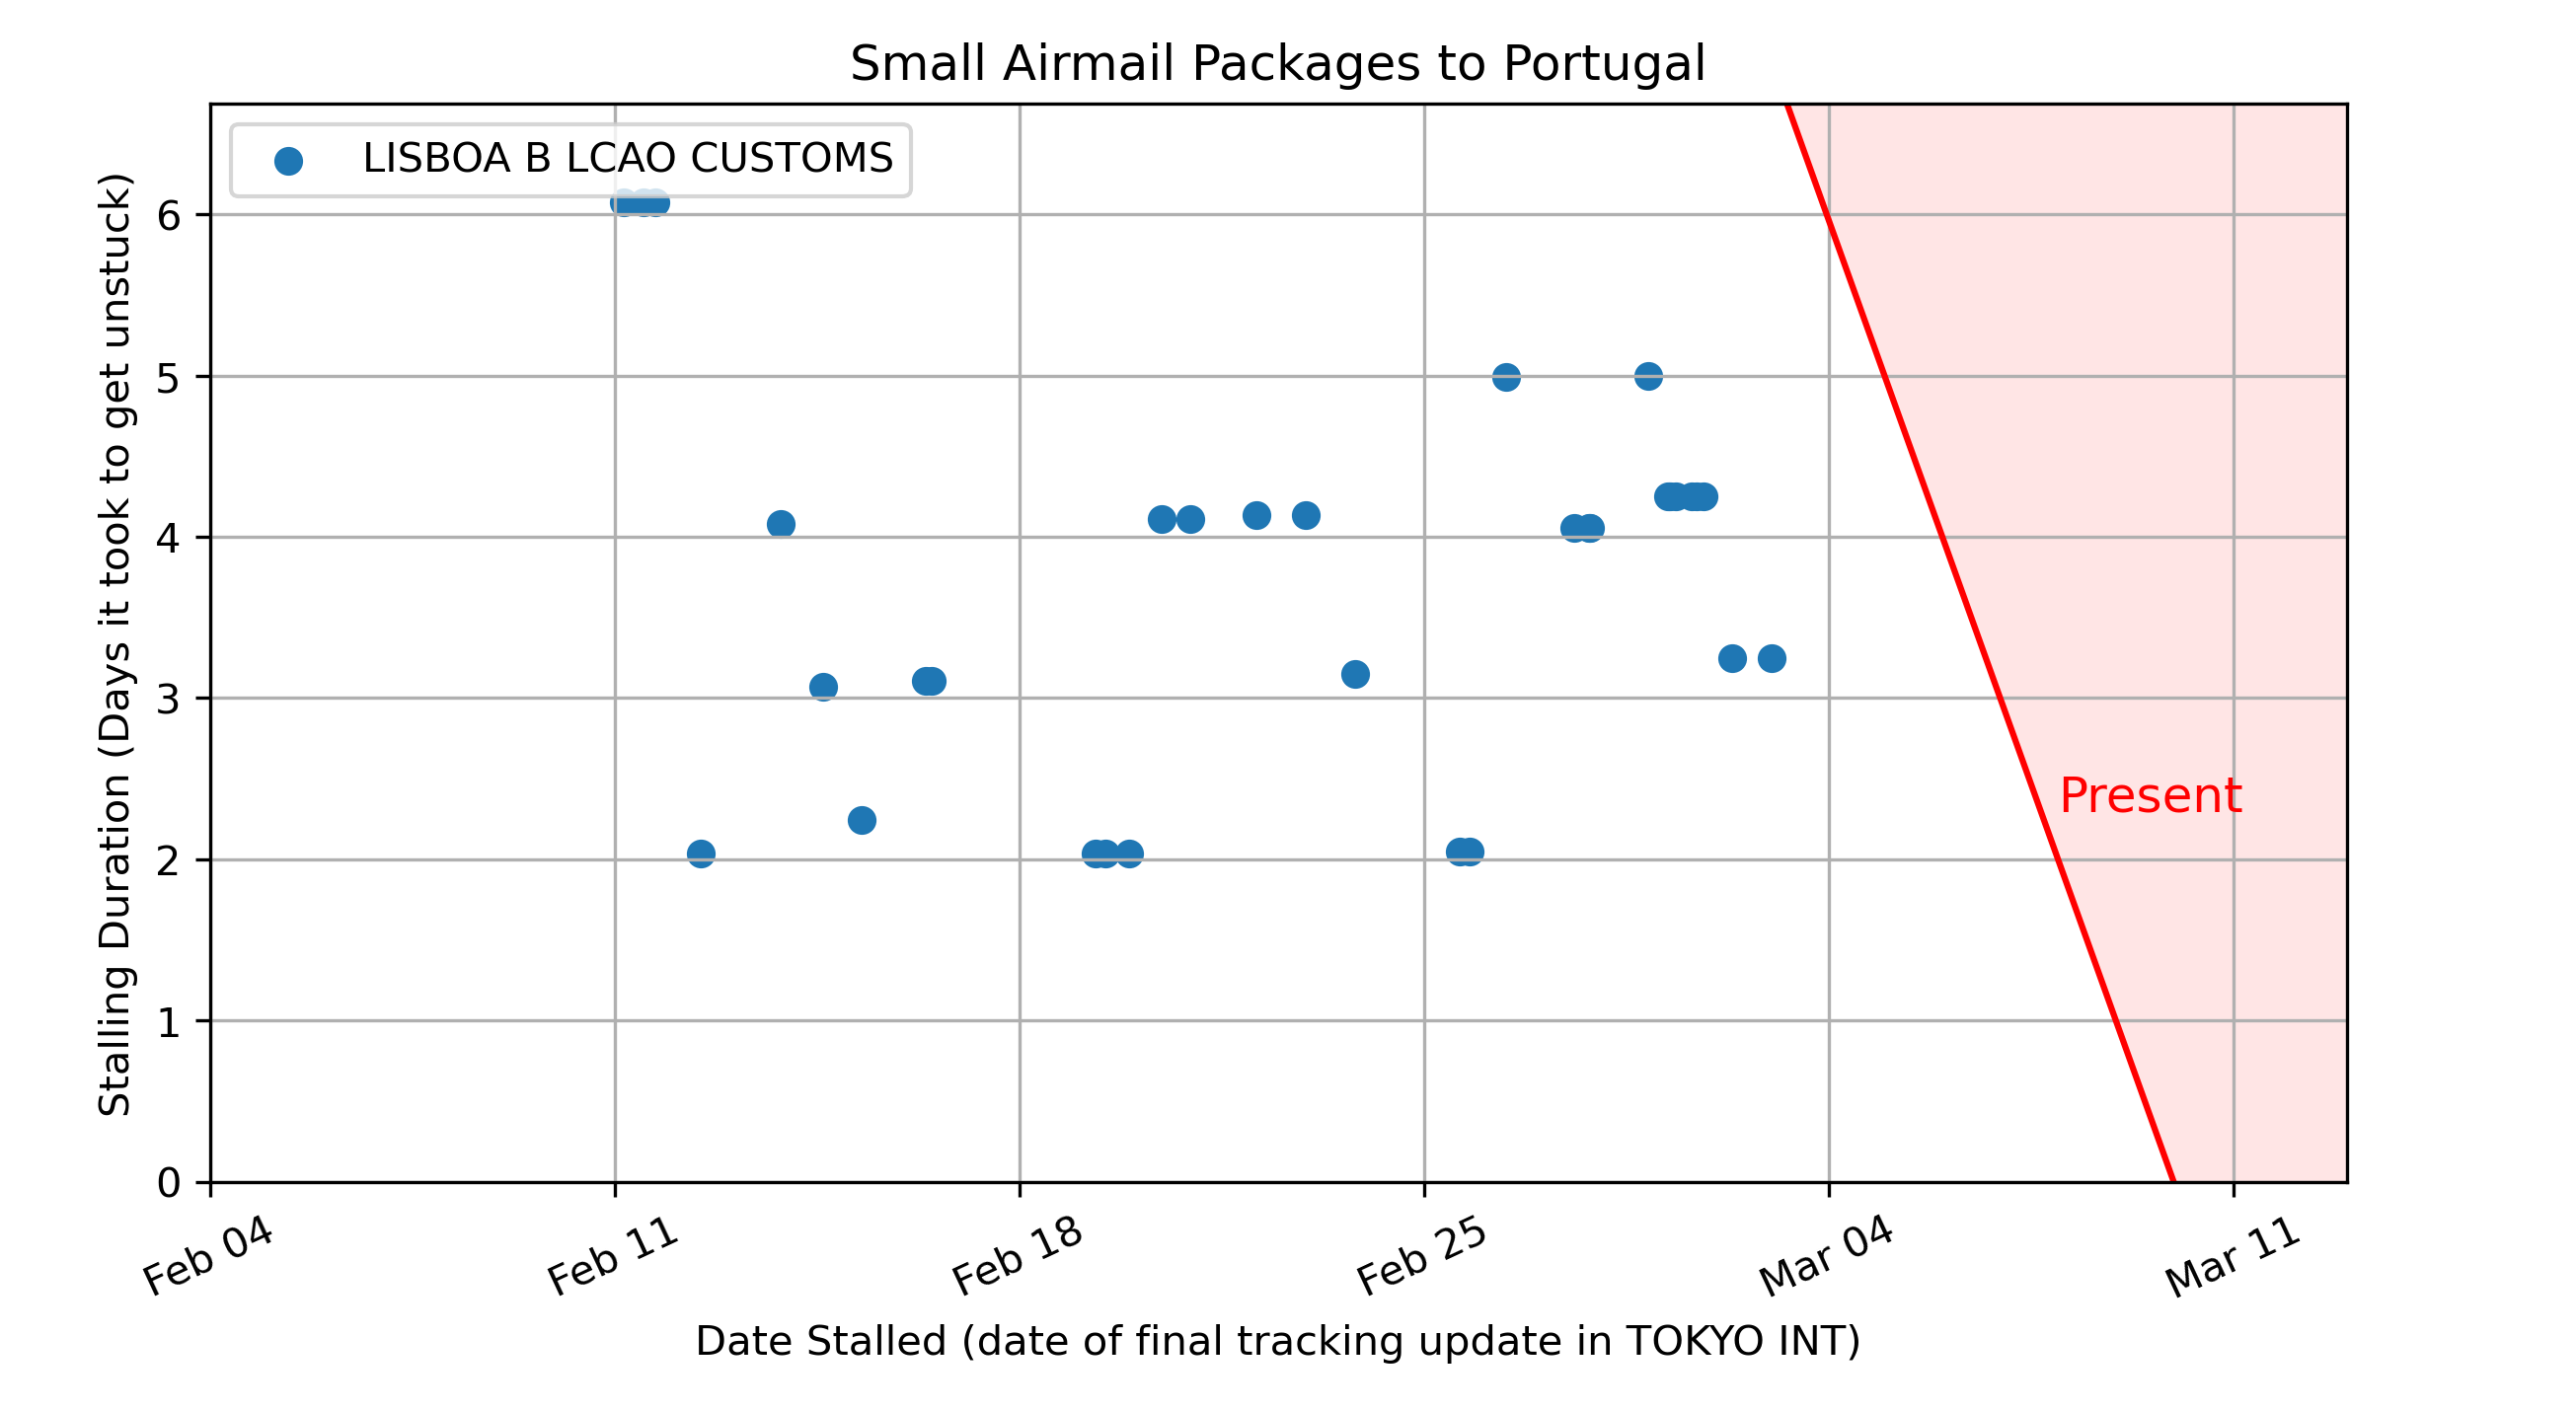 Small Airmail Packages to Portugal
LISBOA B LCAO CUSTOMS
Stalling Duration (Days it took to get unstuck)
6
5
4
3
2
1
0
Present
Feb 04
Feb 11
Feb 18
Feb 25
Mar 04
Mar 11
Date Stalled (date of final tracking update in TOKYO INT)